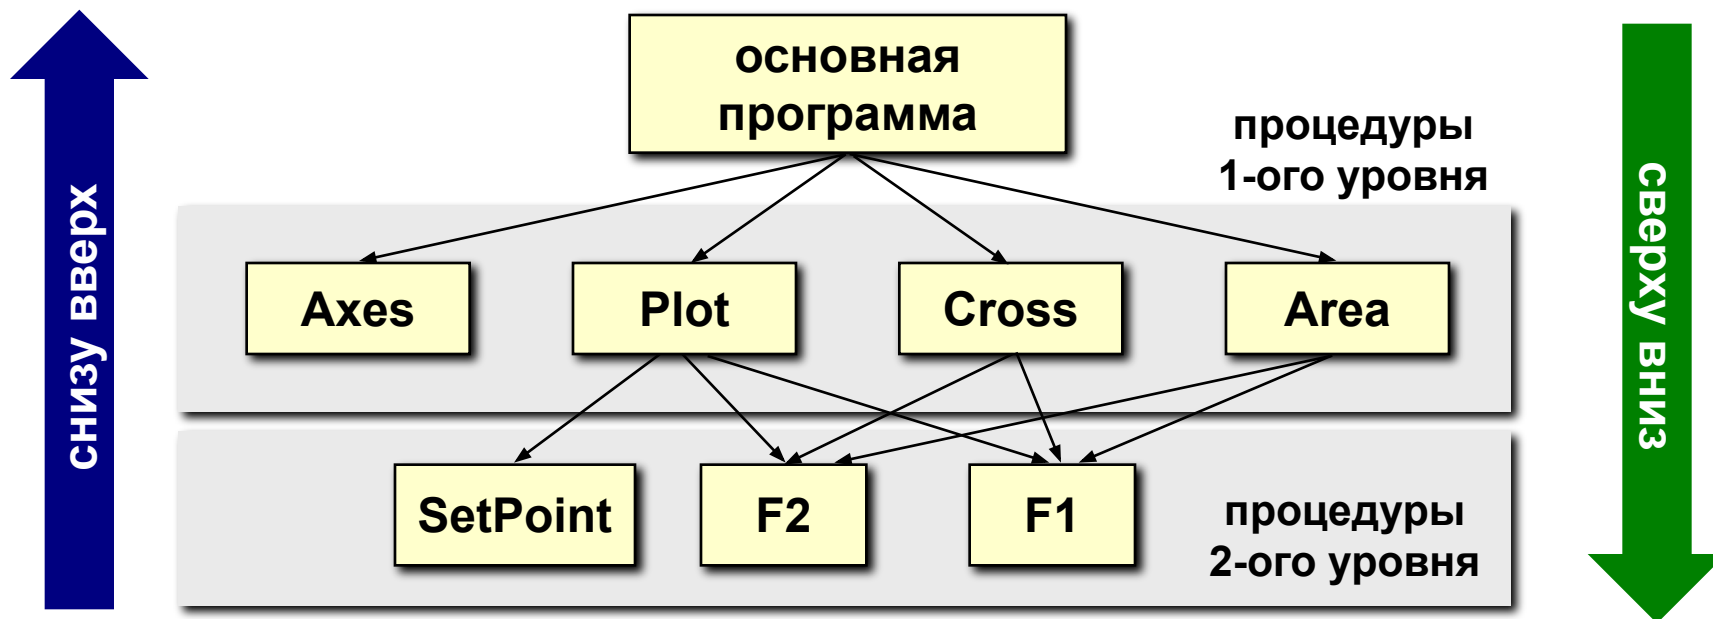 основная
программа
процедуры
1-ого уровня
снизу вверх
сверху вниз
Axes
Plot
Cross
Area
SetPoint
F2
F1
процедуры
2-ого уровня